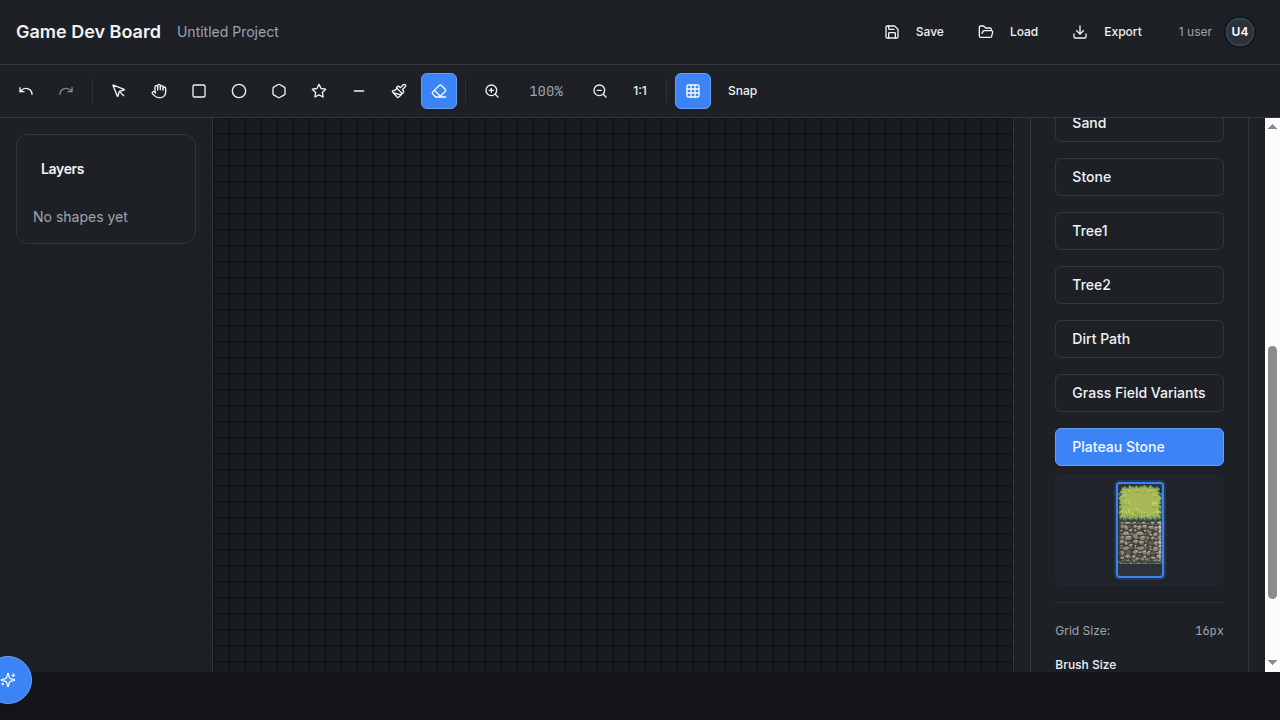 Game Dev Board
Untitled Project
Save
Load
Export
1 user
U4
100%
1:1
Snap
Layers
No shapes yet
Sand
Stone
Tree1
Tree2
Dirt Path
Grass Field Variants
Plateau Stone
Grid Size:
16px
Brush Size